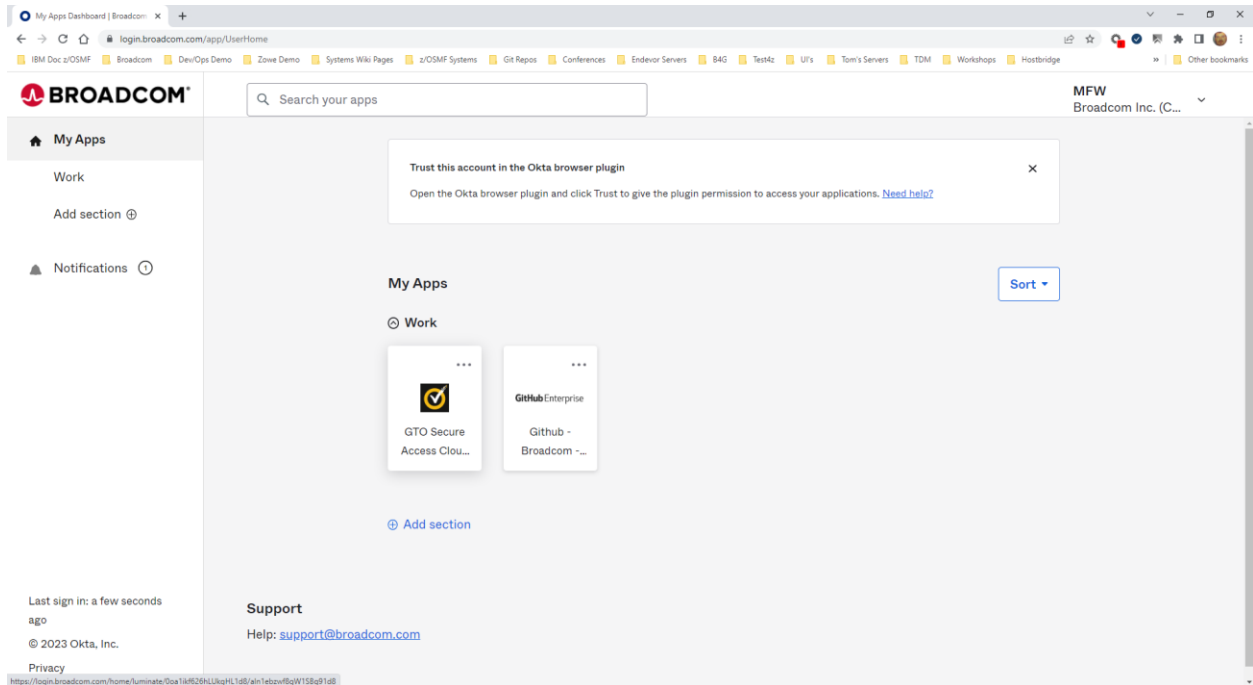 My Apps Dashboard | Broadcom
login.broadcom.com/app/UserHome
IBM Doc z/OSMF Broadcom Dev/Ops Demo Zowe Demo Systems Wiki Pages z/OSMF Systems Git Repos Conferences Endevor Servers B4G Test4z UI's Tom's Servers TDM Workshops Hostbridge » Other bookmarks
BROADCOM
Search your apps
MFW
Broadcom Inc. (C...
My Apps
Work
Add section
Notifications 1
Trust this account in the Okta browser plugin
Open the Okta browser plugin and click Trust to give the plugin permission to access your applications. Need help?
My Apps
Sort
Work
GitHub Enterprise
GTO Secure
Access Clou...
Github -
Broadcom -...
Add section
Last sign in: a few seconds
ago
© 2023 Okta, Inc.
Privacy
Support
Help: support@broadcom.com